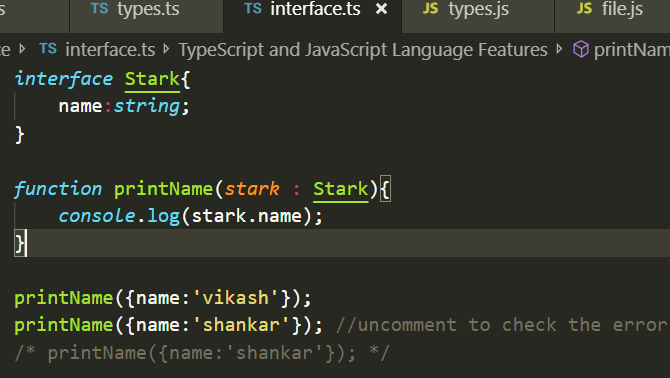 TS types.ts TS interface.ts × JS types.js JS file.js
TS interface.ts > TypeScript and JavaScript Language Features > printNam
interface Stark{
name:string;
}
function printName(stark : Stark){
console.log(stark.name);
}
printName({name:'vikash'});
printName({name:'shankar'}); //uncomment to check the error
/* printName({name:'shankar'}); */